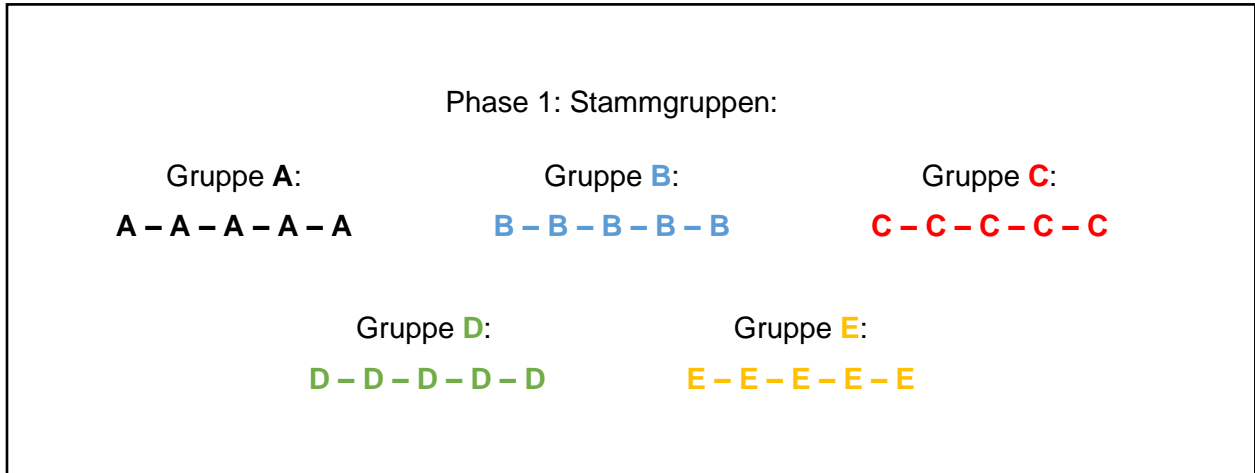 Phase 1: Stammgruppen:
Gruppe A: Gruppe B: Gruppe C:
A – A – A – A – A B – B – B – B – B C – C – C – C – C
Gruppe D: Gruppe E:
D – D – D – D – D E – E – E – E – E